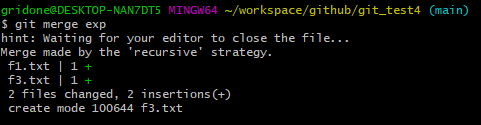 gridone@DESKTOP-NAN7DT5 MINGW64 ~/workspace/github/git_test4 (main)
$ git merge exp
hint: Waiting for your editor to close the file...
Merge made by the 'recursive' strategy.
 f1.txt | 1 +
 f3.txt | 1 +
 2 files changed, 2 insertions(+)
 create mode 100644 f3.txt